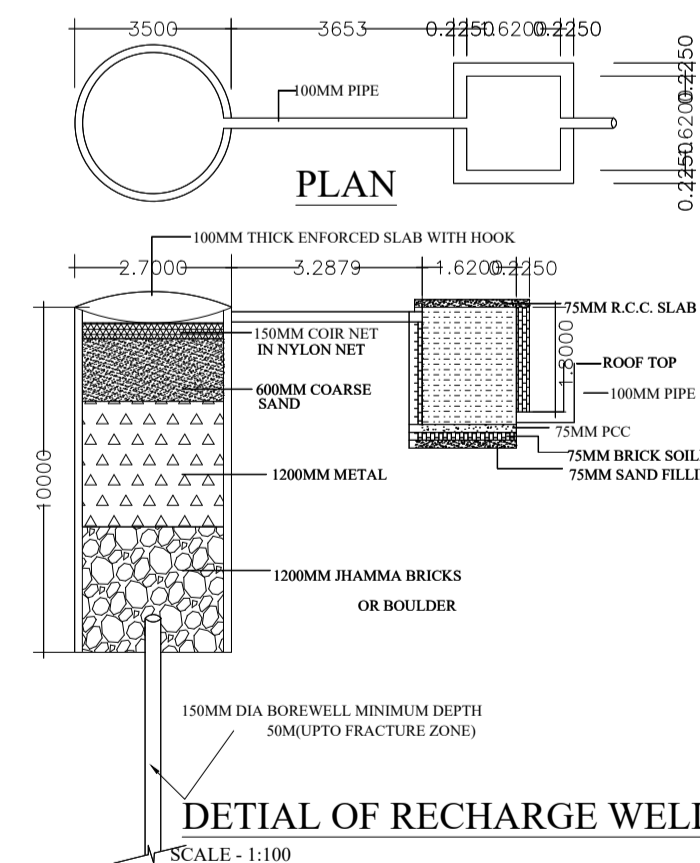 3500
3653
0.2250
1.6200
0.2250
0.2250
1.6200
0.2250
100MM PIPE
PLAN
100MM THICK ENFORCED SLAB WITH HOOK
2.7000
3.2879
1.6200
0.2250
75MM R.C.C. SLAB
150MM COIR NET
IN NYLON NET
1.8000
ROOF TOP
600MM COARSE
SAND
100MM PIPE
75MM PCC
75MM BRICK
75MM SAND
1200MM METAL
10000
1200MM JHAMMA BRICKS
OR BOULDER
150MM DIA BOREWELL MINIMUM DEPTH
50M(UPTO FRACTURE ZONE)
DETIAL OF RECHARGE WELL
SCALE - 1:100